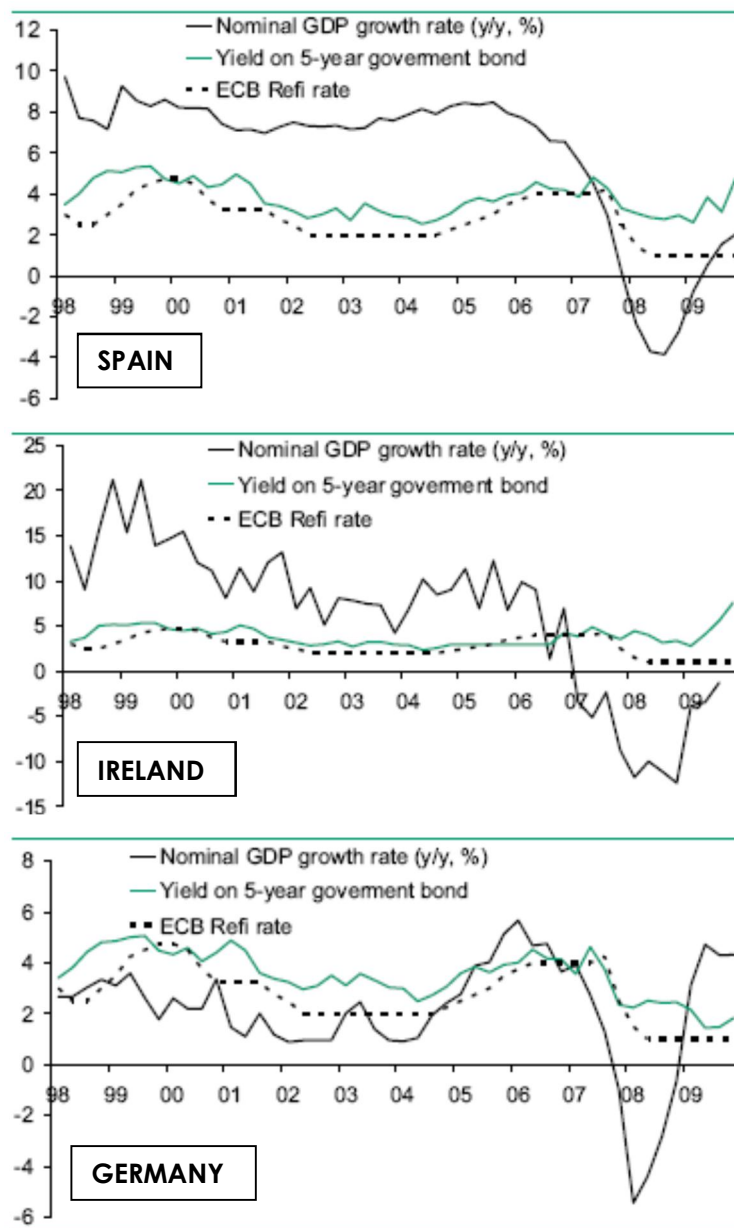 Nominal GDP growth rate (y/y, %)
Yield on 5-year goverment bond
ECB Refi rate
12
10
8
6
4
2
0
-2
-4
-6
98 99 00 01 02 03 04 05 06 07 08 09
SPAIN
Nominal GDP growth rate (y/y, %)
Yield on 5-year goverment bond
ECB Refi rate
25
20
15
10
5
0
-5
-10
-15
98 99 00 01 02 03 04 05 06 07 08 09
IRELAND
Nominal GDP growth rate (y/y, %)
Yield on 5-year goverment bond
ECB Refi rate
8
6
4
2
0
-2
-4
-6
98 99 00 01 02 03 04 05 06 07 08 09
GERMANY